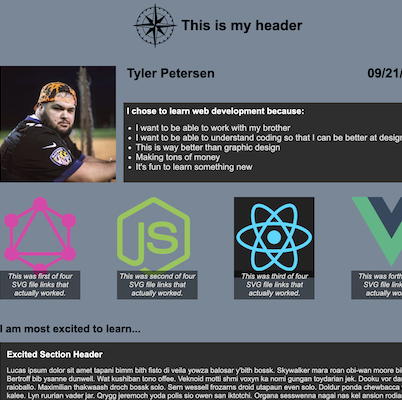 This is my header
Tyler Petersen
09/21/
I chose to learn web development because:
I want to be able to work with my brother
I want to be able to understand coding so that I can be better at design
This is way better than graphic design
Making tons of money
It's fun to learn something new
JS
This was first of four
SVG file links that
actually worked.
This was second of four
SVG file links that
actually worked.
This was third of four
SVG file links that
actually worked.
This was forth
SVG file link
actually work
I am most excited to learn...
Excited Section Header
Lucas ipsum dolor sit amet tapani bimm bith fisto di veila yowza balosar y'bith bossk. Skywalker mara roan obi-wan moore bi
Bertroff bib ysanne dunwell. Wat kushiban tono offee. Veknoid motti shmi voxyn ka norni gungan toydarian jek. Dooku vor da
raioballo. Maximilian thakwaash droch bossk solo. Sem wessell frozarns droid utapaun even solo. Doldur ponda chewbacca
kalee. Lyn ruurian vader jar. Qrygg jeremoch yoda polis sio owen san iktotchi. Organa sesswenna nagai nas kel ansion rodia